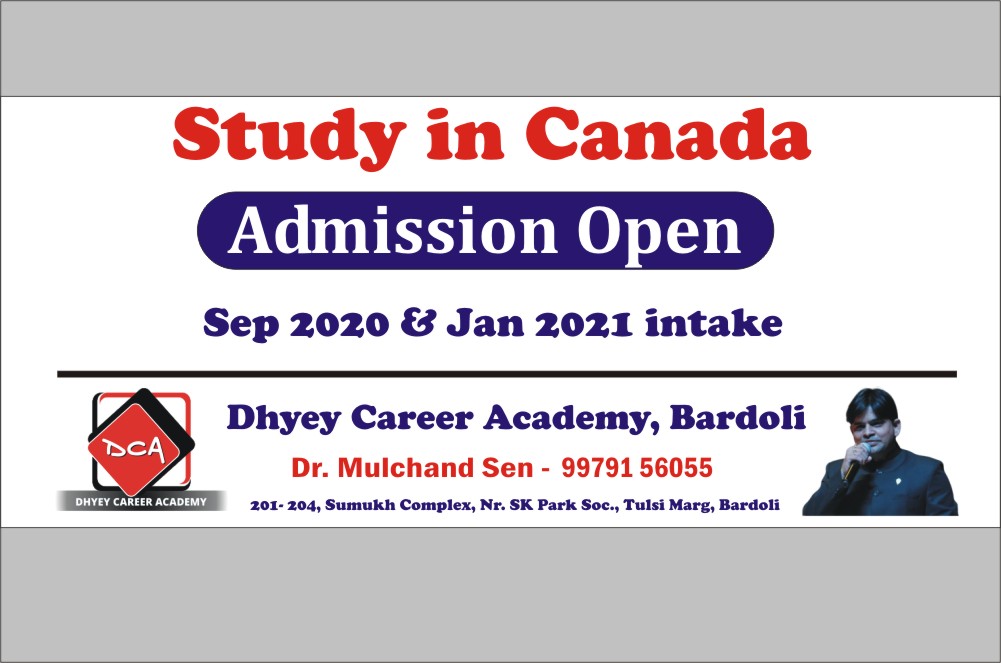 Study in Canada
Admission Open
Sep 2020 & Jan 2021 intake
DCA
DHYEY CAREER ACADEMY
Dhyey Career Academy, Bardoli
Dr. Mulchand Sen - 99791 56055
201- 204, Sumukh Complex, Nr. SK Park Soc., Tulsi Marg, Bardoli